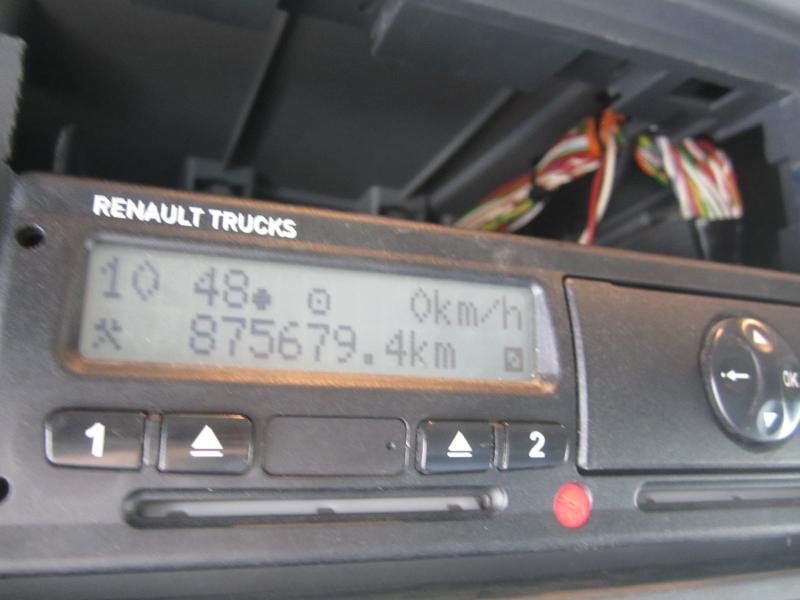 RENAULT TRUCKS
10 48 0km/h
875679.4km
1 2
OK